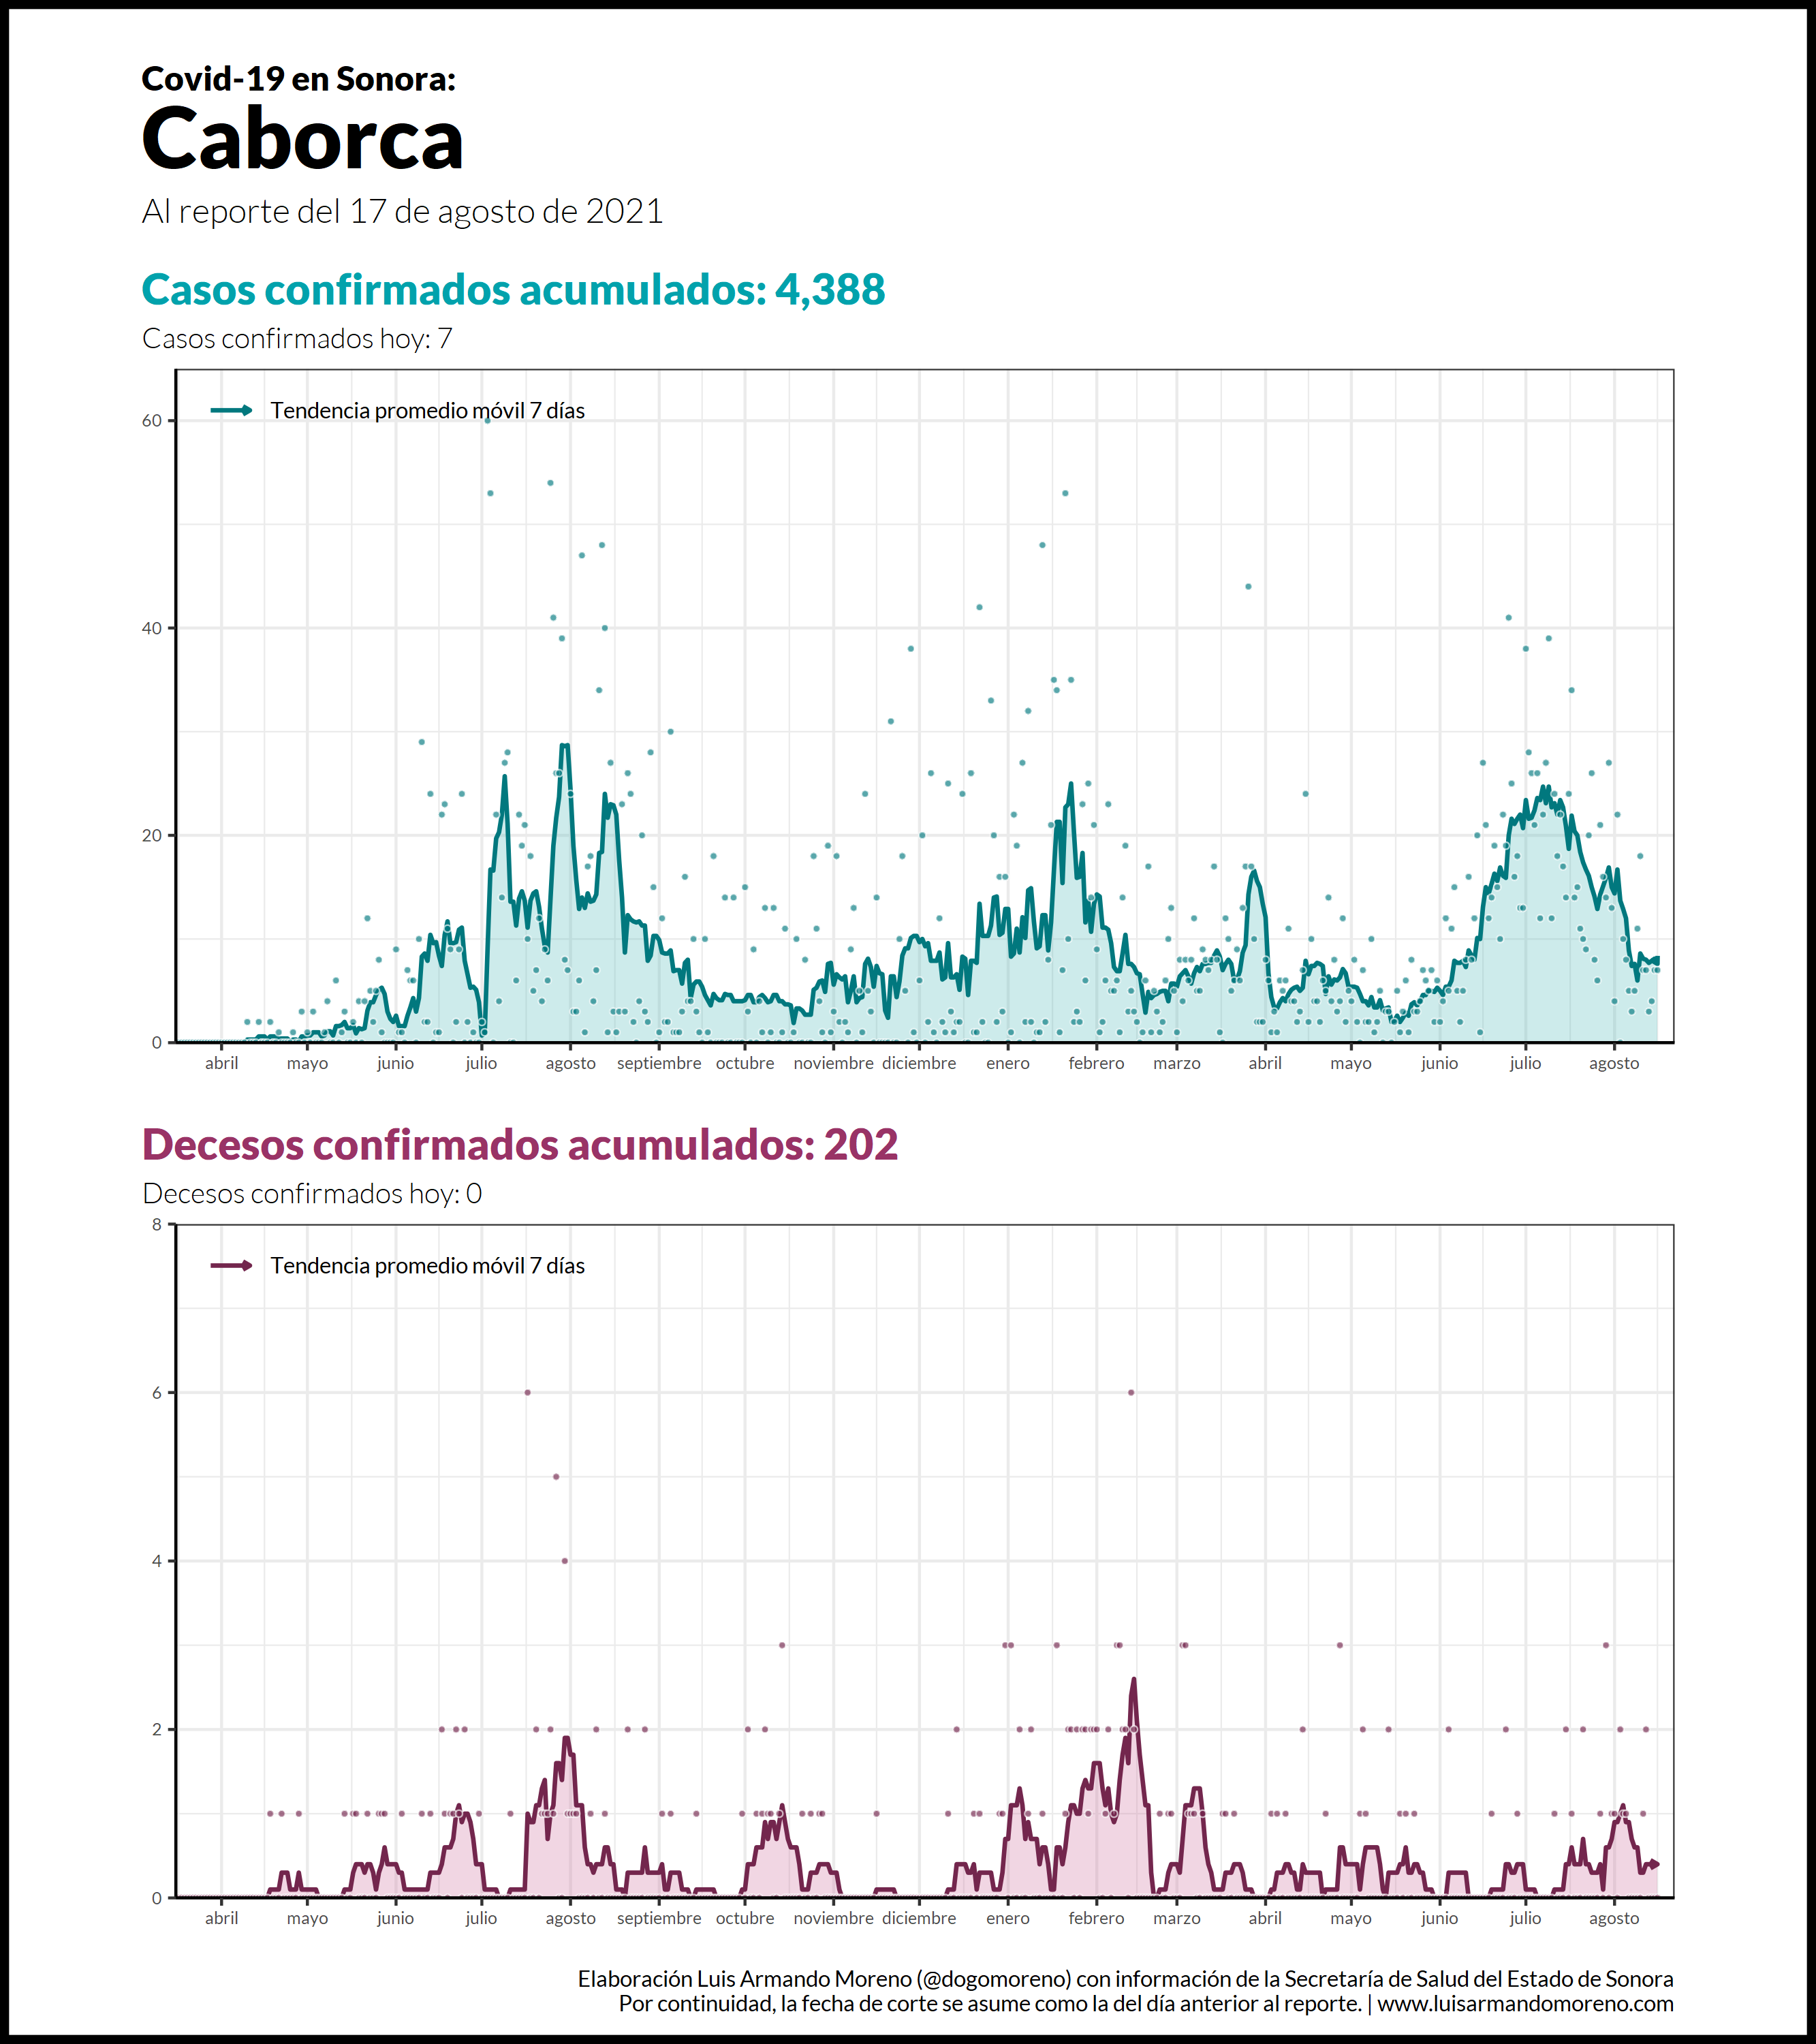 Covid-19 en Sonora:
Caborca
Al reporte del 17 de agosto de 2021
Casos confirmados acumulados: 4,388
Casos confirmados hoy: 7
Tendencia promedio móvil 7 días
60
40
20
0
abril mayo junio julio agosto septiembre octubre noviembre diciembre enero febrero marzo abril mayo junio julio agosto
Decesos confirmados acumulados: 202
Decesos confirmados hoy: 0
8
Tendencia promedio móvil 7 días
6
4
2
0
abril mayo junio julio agosto septiembre octubre noviembre diciembre enero febrero marzo abril mayo junio julio agosto
Elaboración Luis Armando Moreno (@dogomoreno) con información de la Secretaría de Salud del Estado de Sonora
Por continuidad, la fecha de corte se asume como la del día anterior al reporte. | www.luisarmandomoreno.com